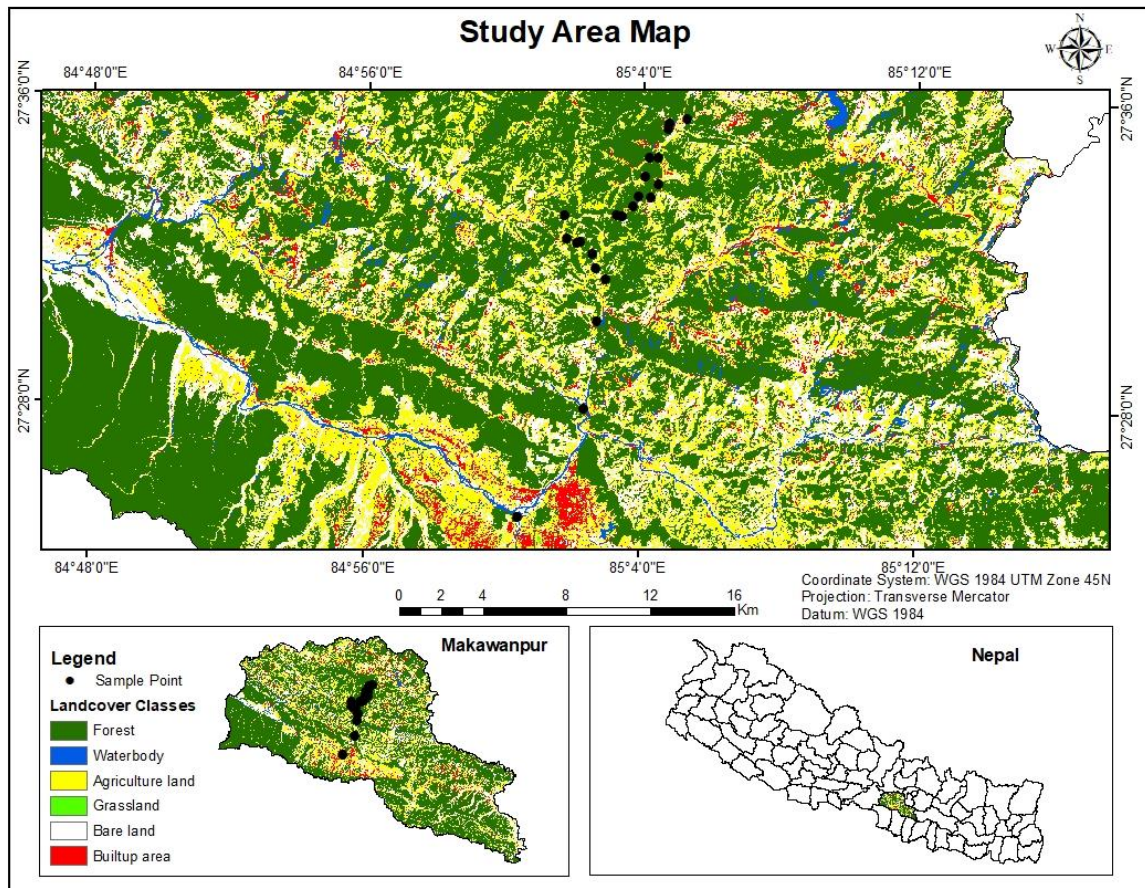 Study Area Map
N
W E
S
84°48'0"E 84°56'0"E 85°4'0"E 85°12'0"E
27°36'0"N 27°36'0"N
27°28'0"N 27°28'0"N
84°48'0"E 84°56'0"E 85°4'0"E 85°12'0"E
Coordinate System: WGS 1984 UTM Zone 45N
Projection: Transverse Mercator
Datum: WGS 1984
0 2 4 8 12 16
Km
Makawanpur
Legend
Sample Point
Landcover Classes
Forest
Waterbody
Agriculture land
Grassland
Bare land
Builtup area
Nepal